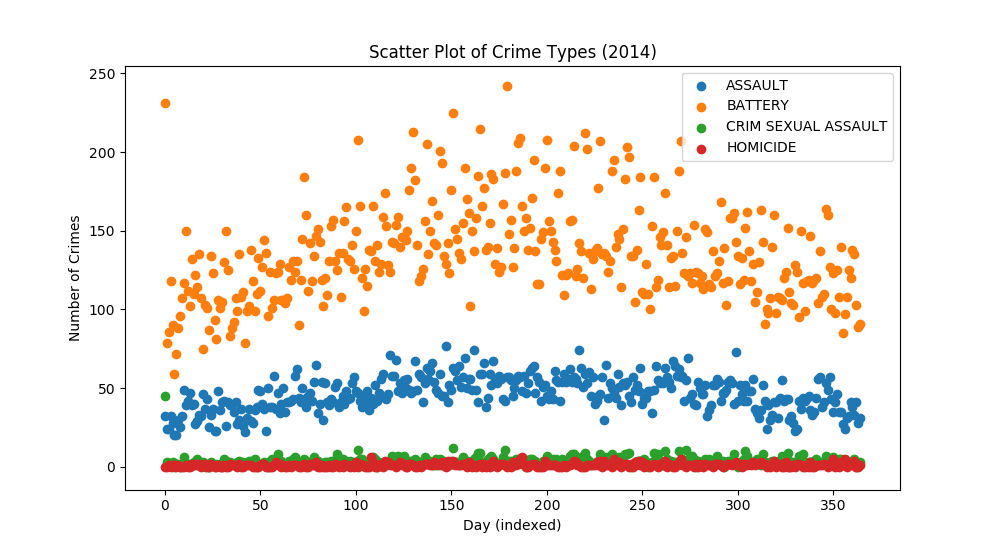 Scatter Plot of Crime Types (2014)
ASSAULT
BATTERY
CRIM SEXUAL ASSAULT
HOMICIDE
Number of Crimes
250
200
150
100
50
0
0 50 100 150 200 250 300 350
Day (indexed)